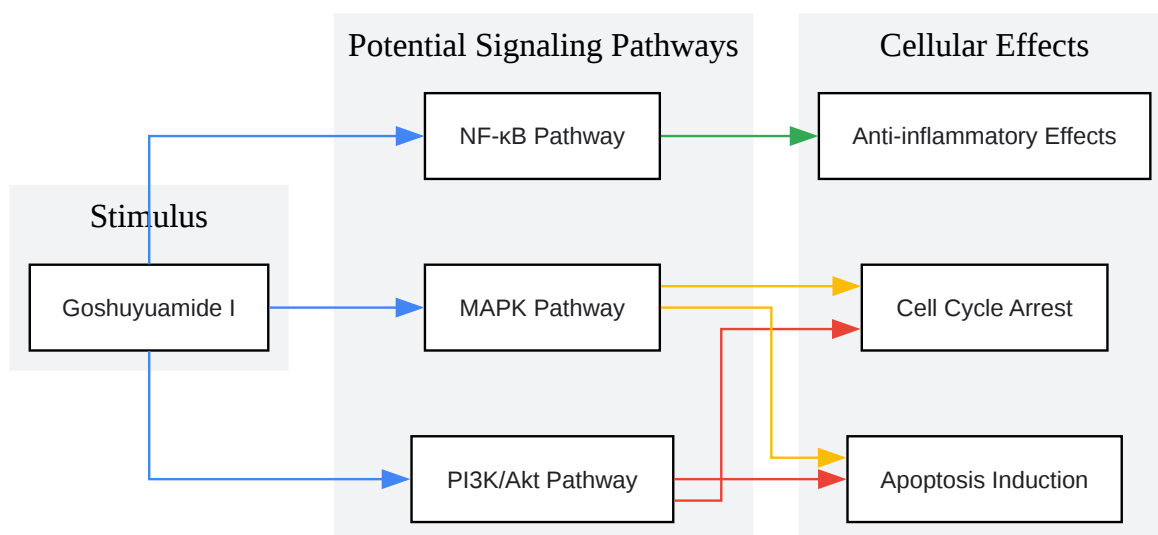 Potential Signaling Pathways
Cellular Effects
NF-κB Pathway
Anti-inflammatory Effects
Stimulus
Goshuyuamide I
MAPK Pathway
Cell Cycle Arrest
PI3K/Akt Pathway
Apoptosis Induction